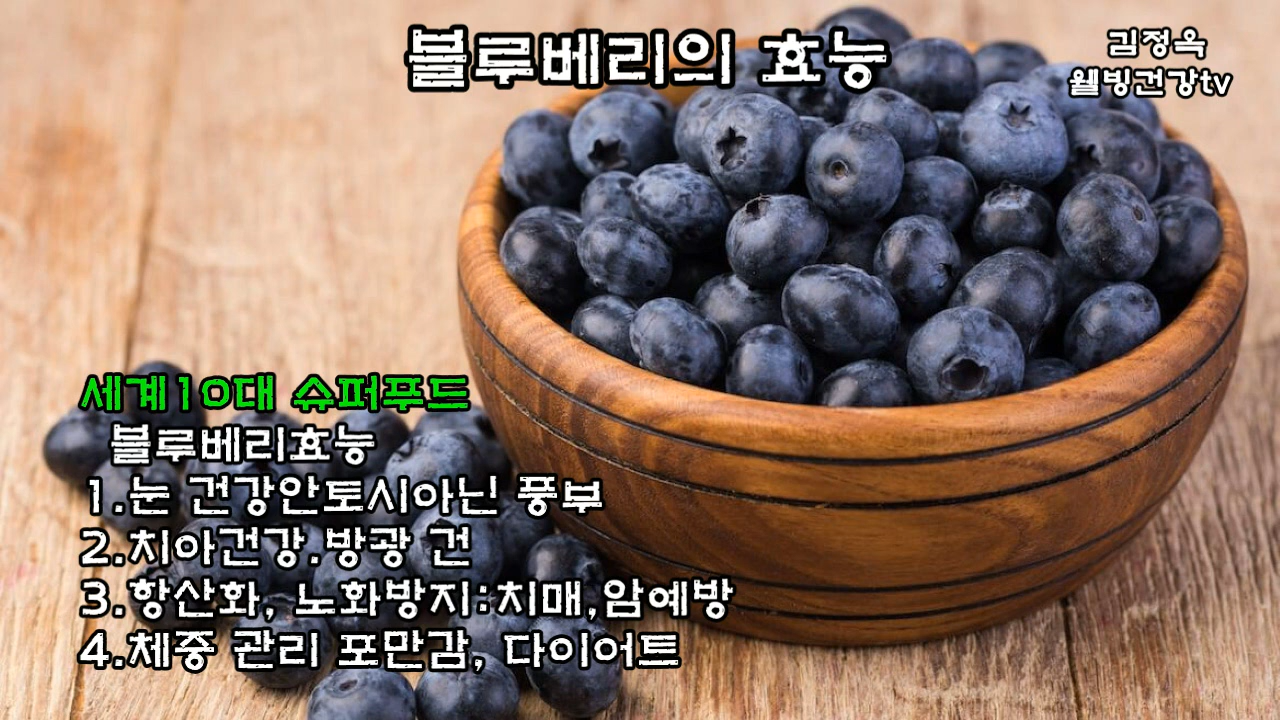 블루베리의 효능
김정옥
웰빙건강tv
세계10대 슈퍼푸드
블루베리효능
1.눈 건강안토시아닌 풍부
2.치아건강.방광 건
3.항산화, 노화방지:치매,암예방
4.체중 관리 포만감, 다이어트